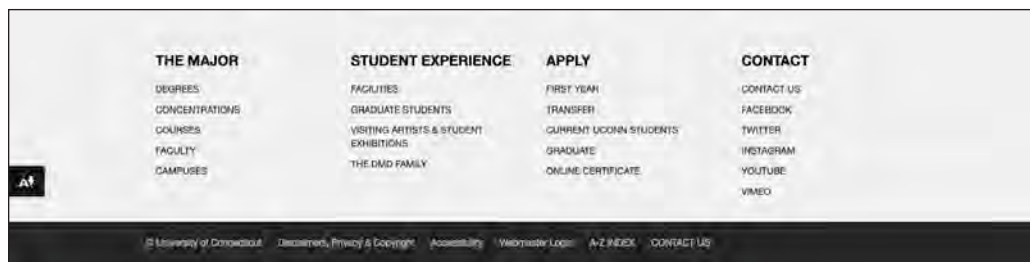 THE MAJOR
DEGREES
CONCENTRATIONS
COURSES
FACULTY
CAMPUSES
STUDENT EXPERIENCE
FACILITIES
GRADUATE STUDENTS
VISITING ARTISTS & STUDENT
EXHIBITIONS
THE DMD FAMILY
APPLY
FIRST YEAR
TRANSFER
CURRENT UCONN STUDENTS
GRADUATE
ONLINE CERTIFICATE
CONTACT
CONTACT US
FACEBOOK
TWITTER
INSTAGRAM
YOUTUBE
VIMEO
A
© University of Connecticut Disclaimers, Privacy & Copyright Accessibility Webmaster Login A-Z INDEX CONTACT US